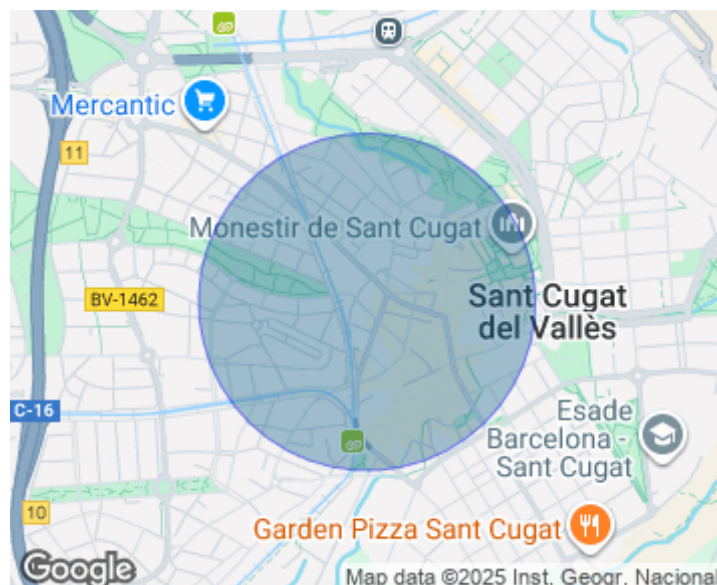 Mercantic
11
Monestir de Sant Cugat
BV-1462
Sant Cugat
del Vallès
C-16
Esade
Barcelona -
Sant Cugat
10
Garden Pizza Sant Cugat
Google
Map data ©2025 Inst. Geogr. Nacional